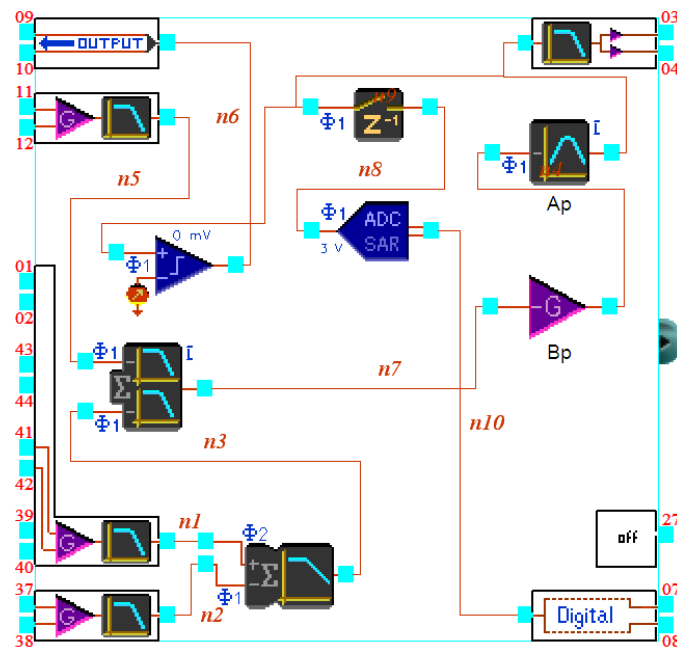 09
03
OUTPUT
10
04
11
n6
n9
Φ1
Z⁻¹
G
12
n5
n8
Φ1
I
n4
Ap
0 mV
Φ1
ADC
3 V
SAR
+
Φ1
−
01
02
-G
Bp
43
Φ1
I
−
Σ
n7
44
−
Φ1
n3
n10
41
42
39
n1
Φ2
27
off
G
+
Σ
40
−
37
Φ1
07
G
n2
Digital
38
08